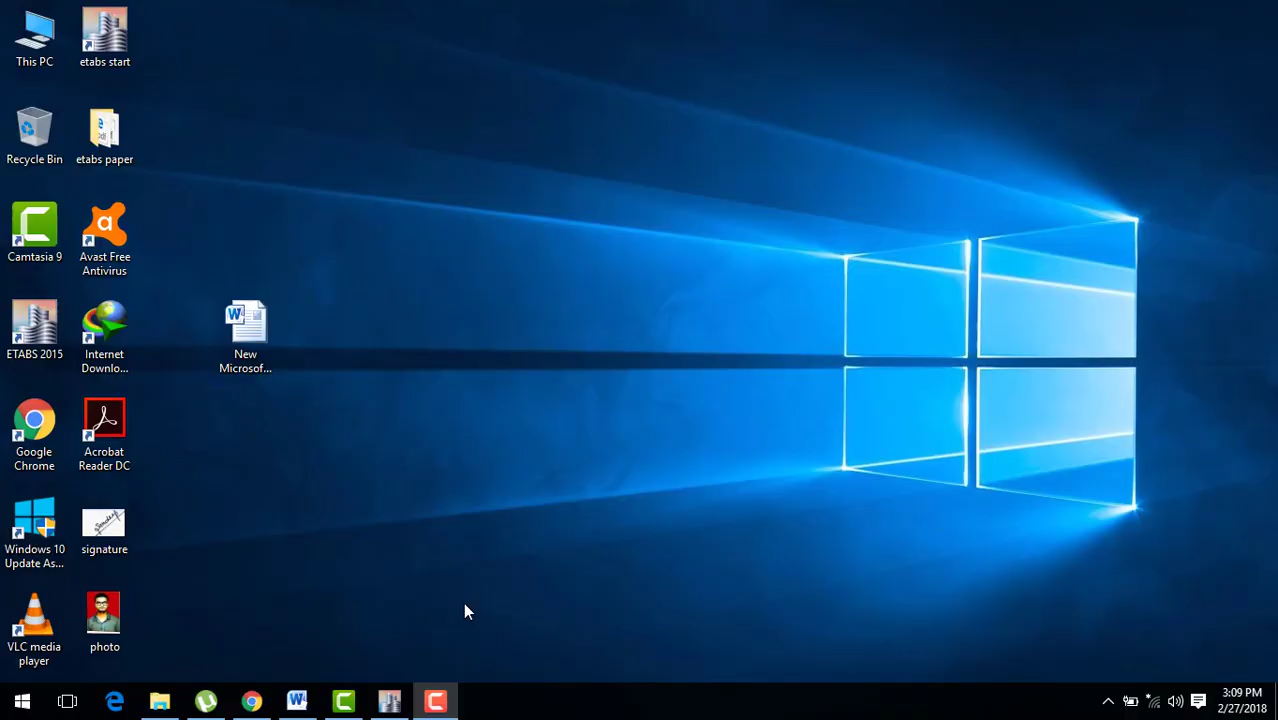 This PC
etabs start
Recycle Bin
etabs paper
Camtasia 9
Avast Free
Antivirus
ETABS 2015
Internet
Downlo...
New
Microsof...
Google
Chrome
Acrobat
Reader DC
Windows 10
Update As...
signature
VLC media
player
photo
3:09 PM
2/27/2018